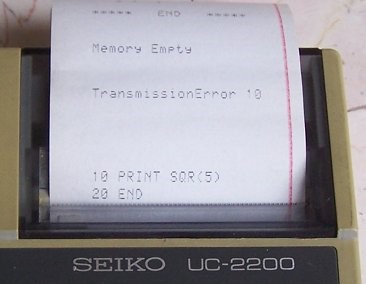 ***** END *****
Memory Empty
TransmissionError 10
10 PRINT SQR(5)
20 END
SEIKO UC-2200